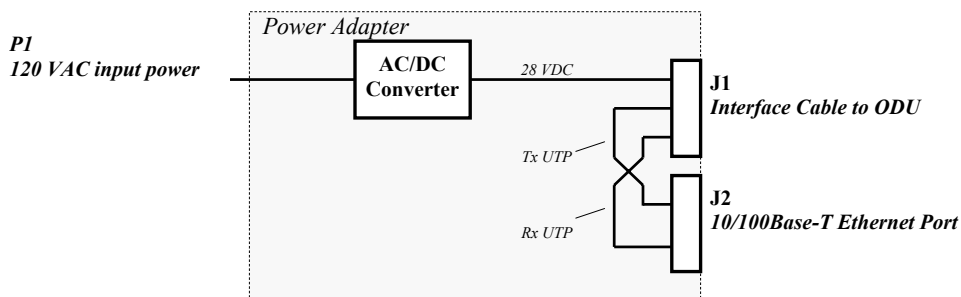 Power Adapter
P1
120 VAC input power
AC/DC
Converter
28 VDC
J1
Interface Cable to ODU
Tx UTP
J2
10/100Base-T Ethernet Port
Rx UTP